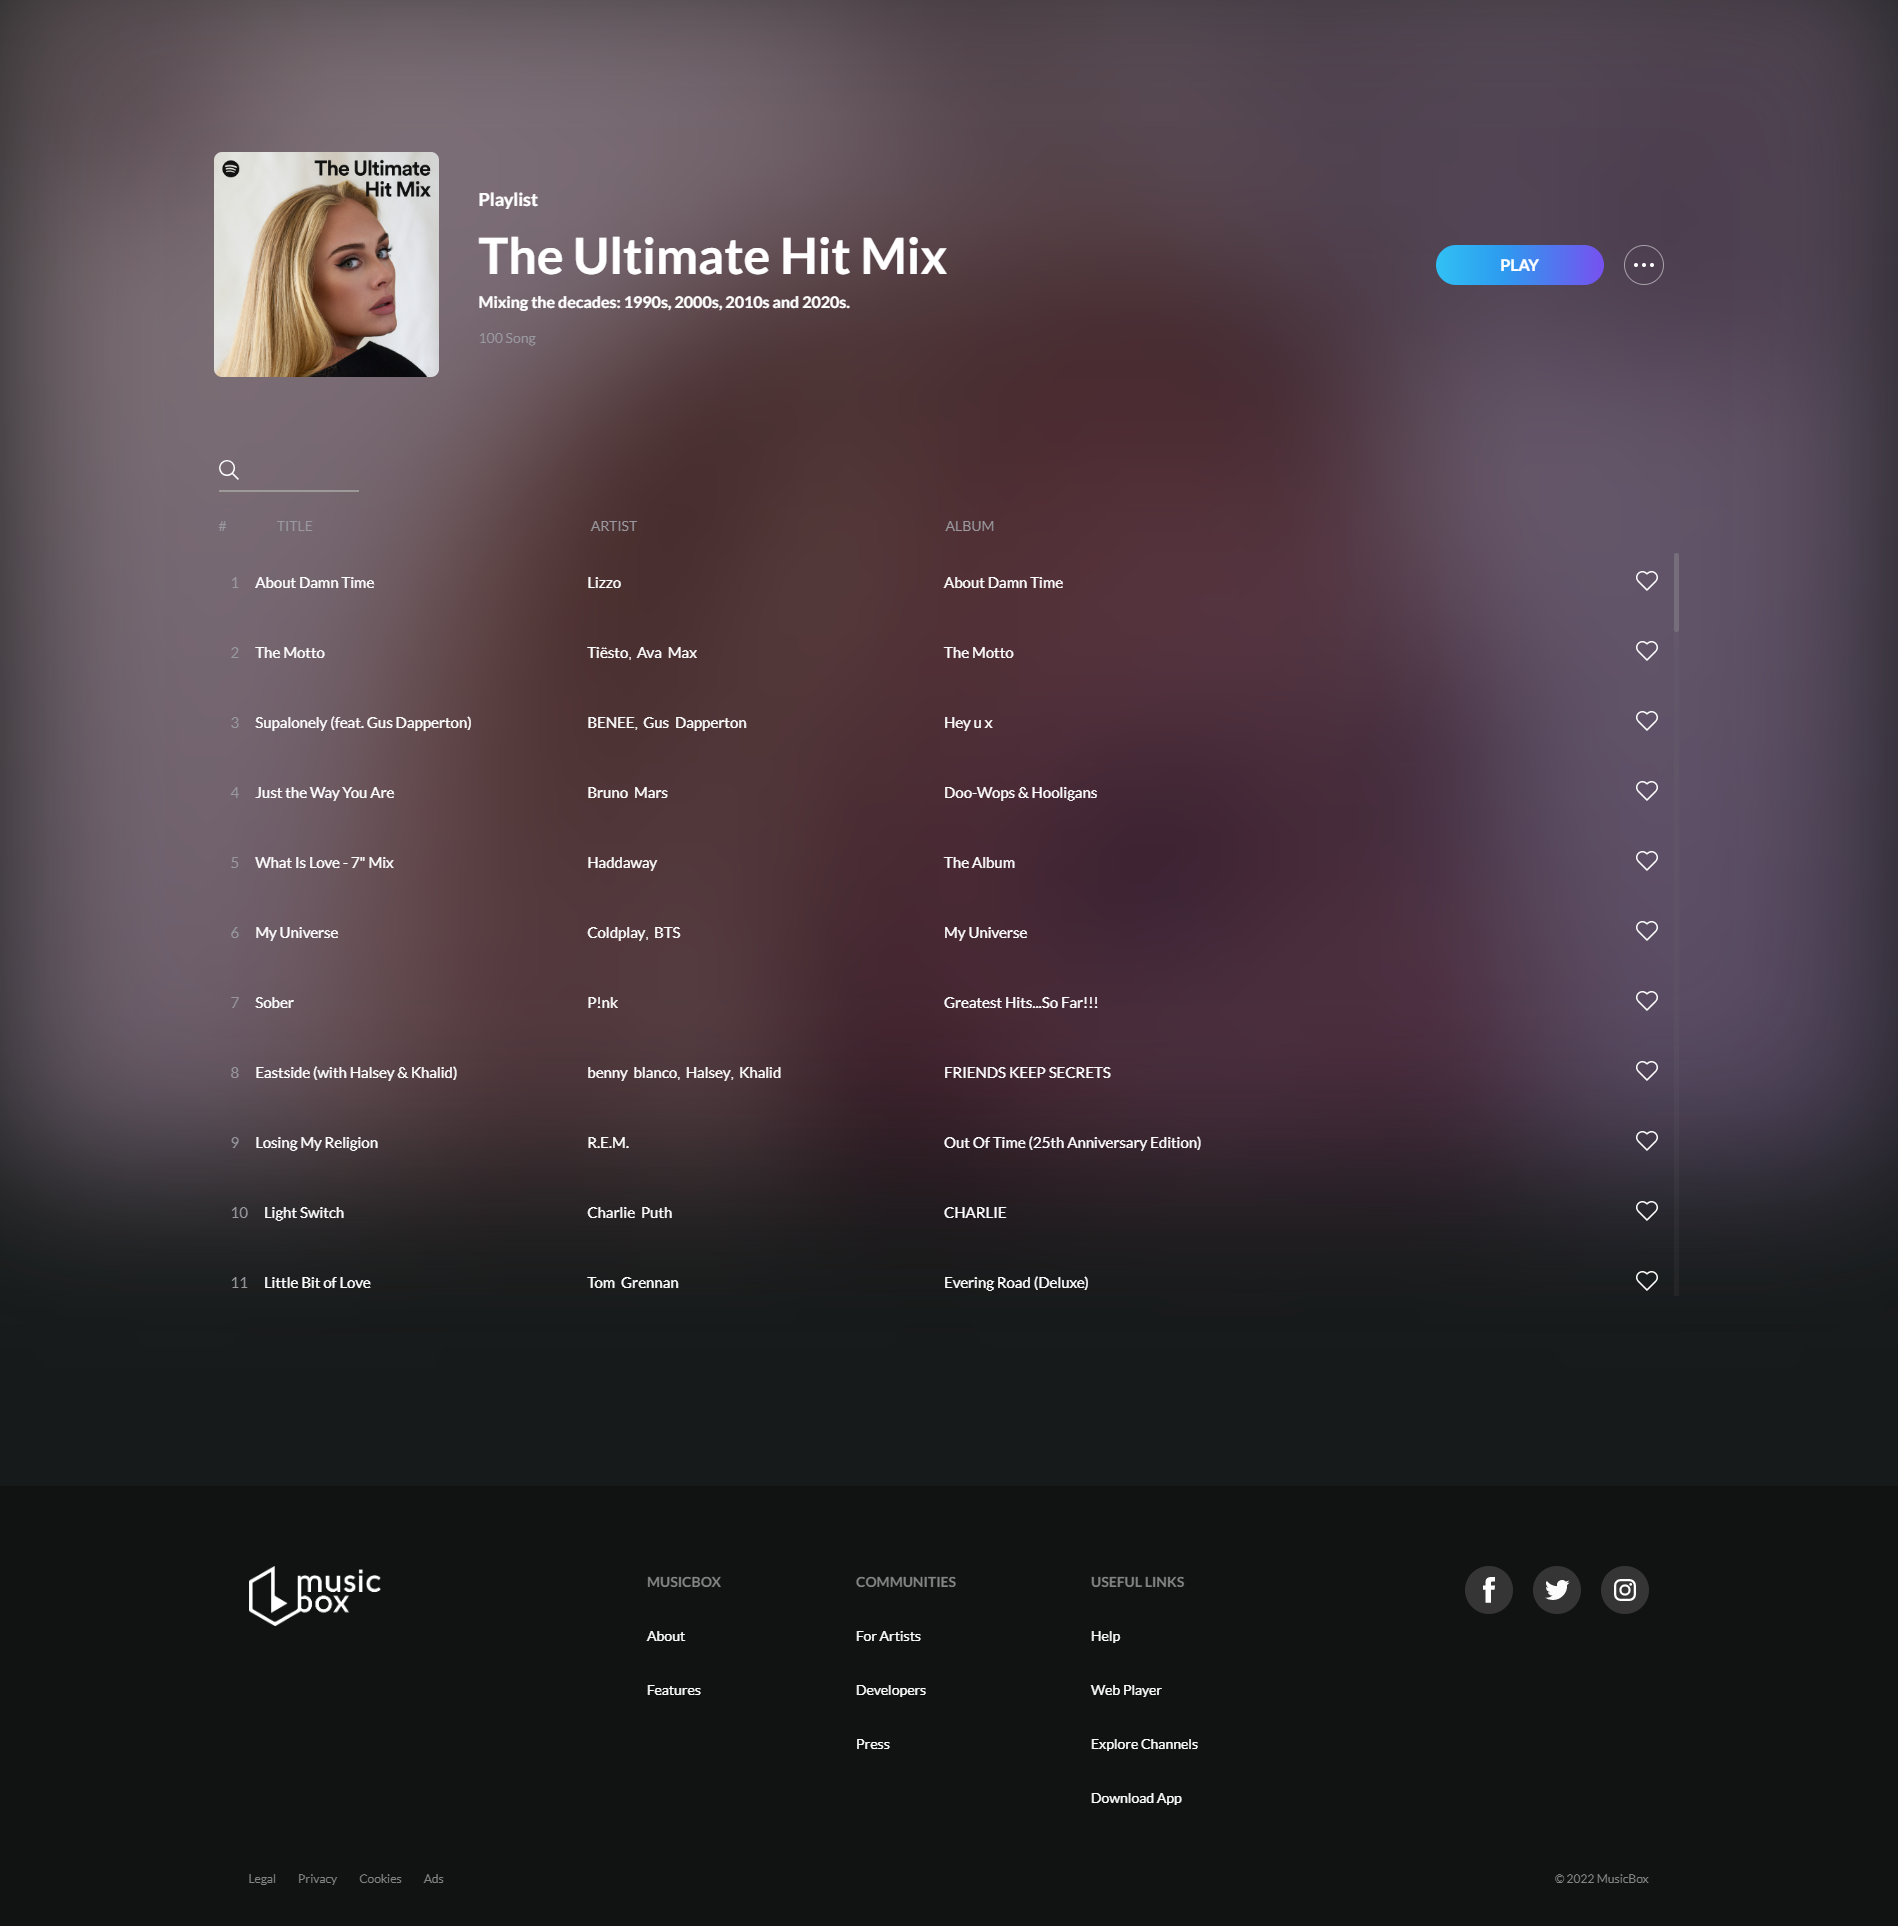 The Ultimate
Hit Mix
Playlist
The Ultimate Hit Mix
Mixing the decades: 1990s, 2000s, 2010s and 2020s.
100 Song
PLAY
# TITLE ARTIST ALBUM
1 About Damn Time Lizzo About Damn Time
2 The Motto Tiësto, Ava Max The Motto
3 Supalonely (feat. Gus Dapperton) BENEE, Gus Dapperton Hey u x
4 Just the Way You Are Bruno Mars Doo-Wops & Hooligans
5 What Is Love - 7" Mix Haddaway The Album
6 My Universe Coldplay, BTS My Universe
7 Sober P!nk Greatest Hits...So Far!!!
8 Eastside (with Halsey & Khalid) benny blanco, Halsey, Khalid FRIENDS KEEP SECRETS
9 Losing My Religion R.E.M. Out Of Time (25th Anniversary Edition)
10 Light Switch Charlie Puth CHARLIE
11 Little Bit of Love Tom Grennan Evering Road (Deluxe)
music
box
MUSICBOX
About
Features
COMMUNITIES
For Artists
Developers
Press
USEFUL LINKS
Help
Web Player
Explore Channels
Download App
Legal Privacy Cookies Ads
© 2022 MusicBox